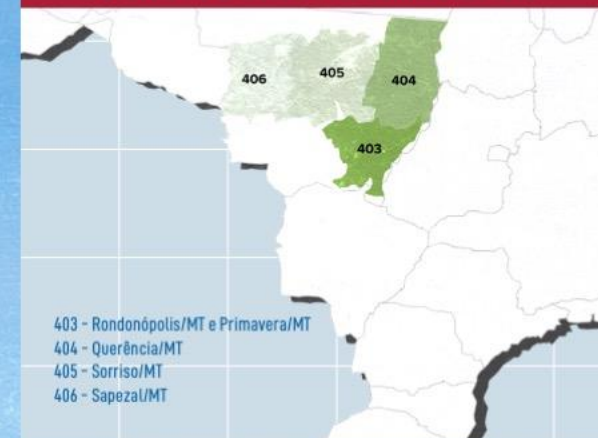 406
405
404
403
403 - Rondonópolis/MT e Primavera/MT
404 - Querência/MT
405 - Sorriso/MT
406 - Sapezal/MT